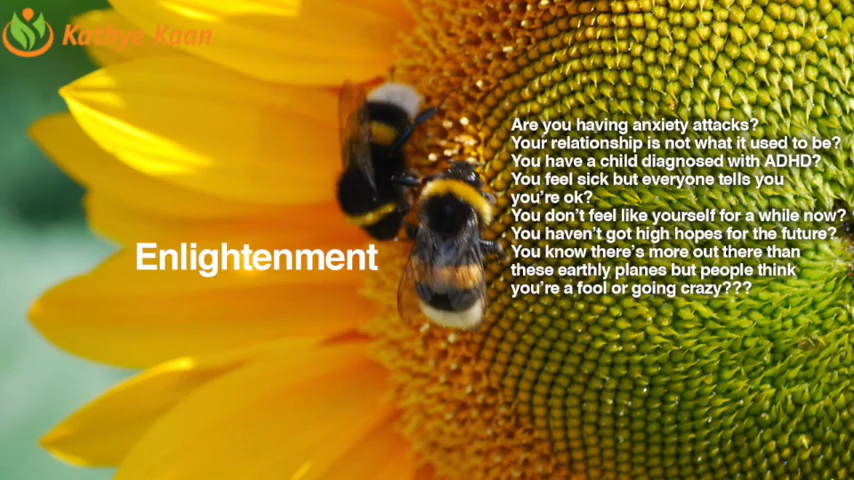 Kathye Kaan
Are you having anxiety attacks?
Your relationship is not what it used to be?
You have a child diagnosed with ADHD?
You feel sick but everyone tells you
you're ok?
You don't feel like yourself for a while now?
You haven't got high hopes for the future?
You know there's more out there than
these earthly planes but people think
you're a fool or going crazy???
Enlightenment